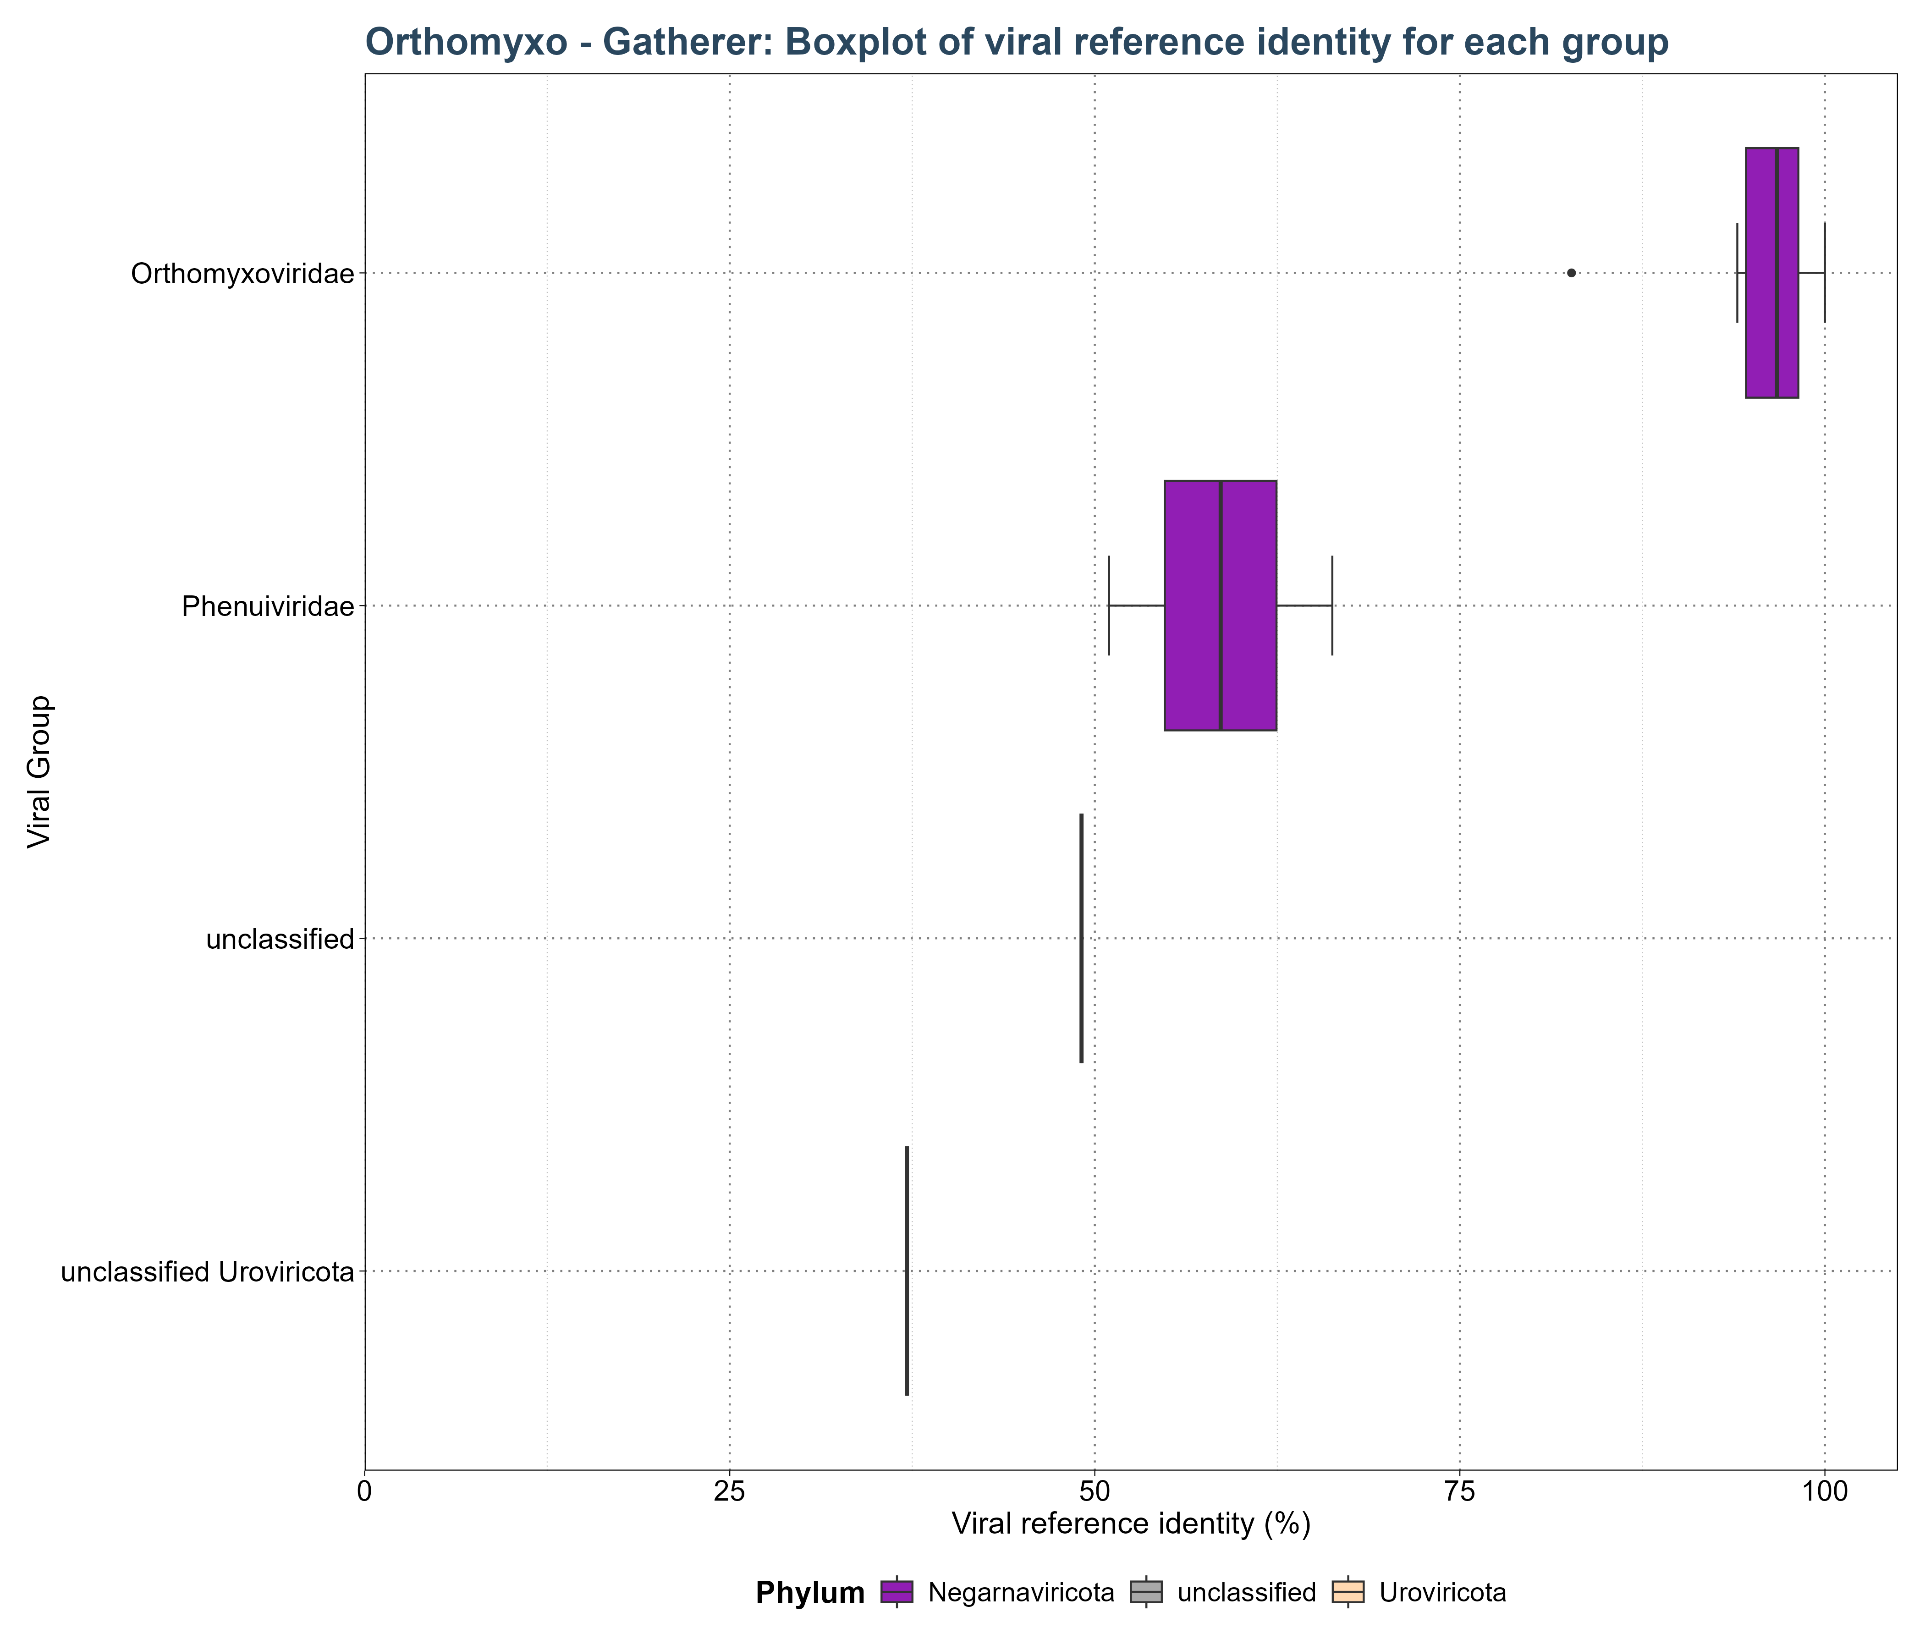 Orthomyxo - Gatherer: Boxplot of viral reference identity for each group
Viral Group
Orthomyxoviridae
Phenuiviridae
unclassified
unclassified Uroviricota
0 25 50 75 100
Viral reference identity (%)
Phylum Negarnaviricota unclassified Uroviricota